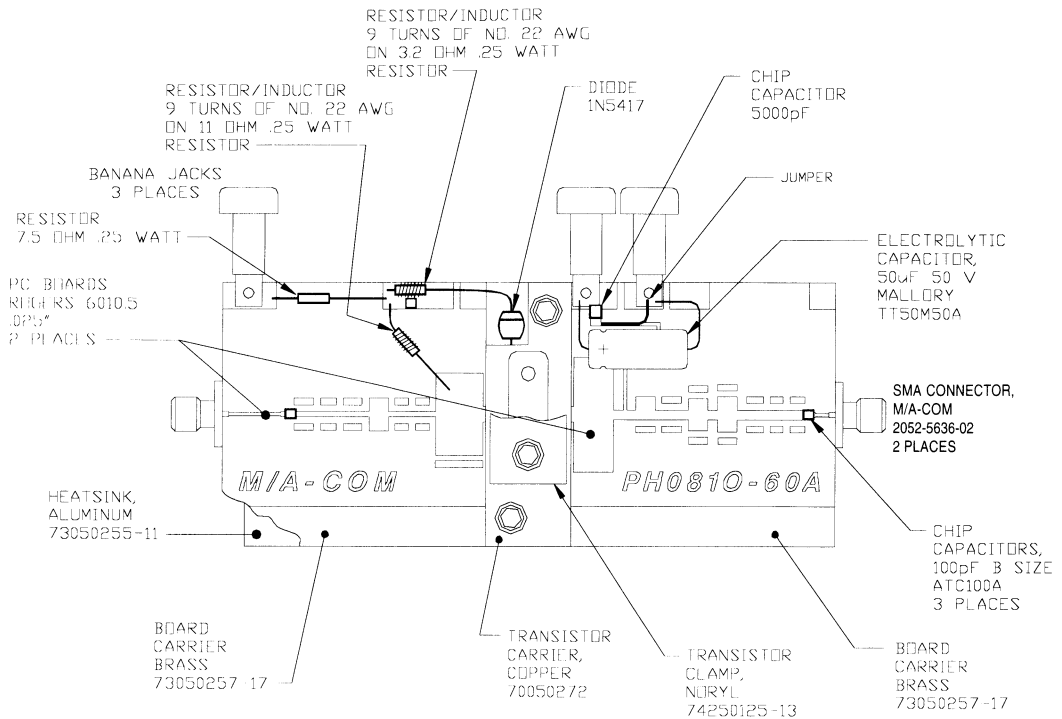 RESISTOR/INDUCTOR
9 TURNS OF NO. 22 AWG
ON 3.2 OHM .25 WATT
RESISTOR
RESISTOR/INDUCTOR
9 TURNS OF NO. 22 AWG
ON 11 OHM .25 WATT
RESISTOR
DIODE
1N5417
CHIP
CAPACITOR
5000pF
BANANA JACKS
3 PLACES
JUMPER
RESISTOR
7.5 OHM .25 WATT
ELECTROLYTIC
CAPACITOR,
50uF 50 V
MALLORY
TT50M50A
PC BOARDS
ROGERS 6010.5
.025"
2 PLACES
+
SMA CONNECTOR,
M/A-COM
2052-5636-02
2 PLACES
M/A-COM
PH0810-60A
HEATSINK,
ALUMINUM
73050255-11
CHIP
CAPACITORS,
100pF B SIZE
ATC100A
3 PLACES
BOARD
CARRIER
BRASS
73050257-17
TRANSISTOR
CARRIER,
COPPER
70050272
TRANSISTOR
CLAMP,
NORYL
74250125-13
BOARD
CARRIER
BRASS
73050257-17